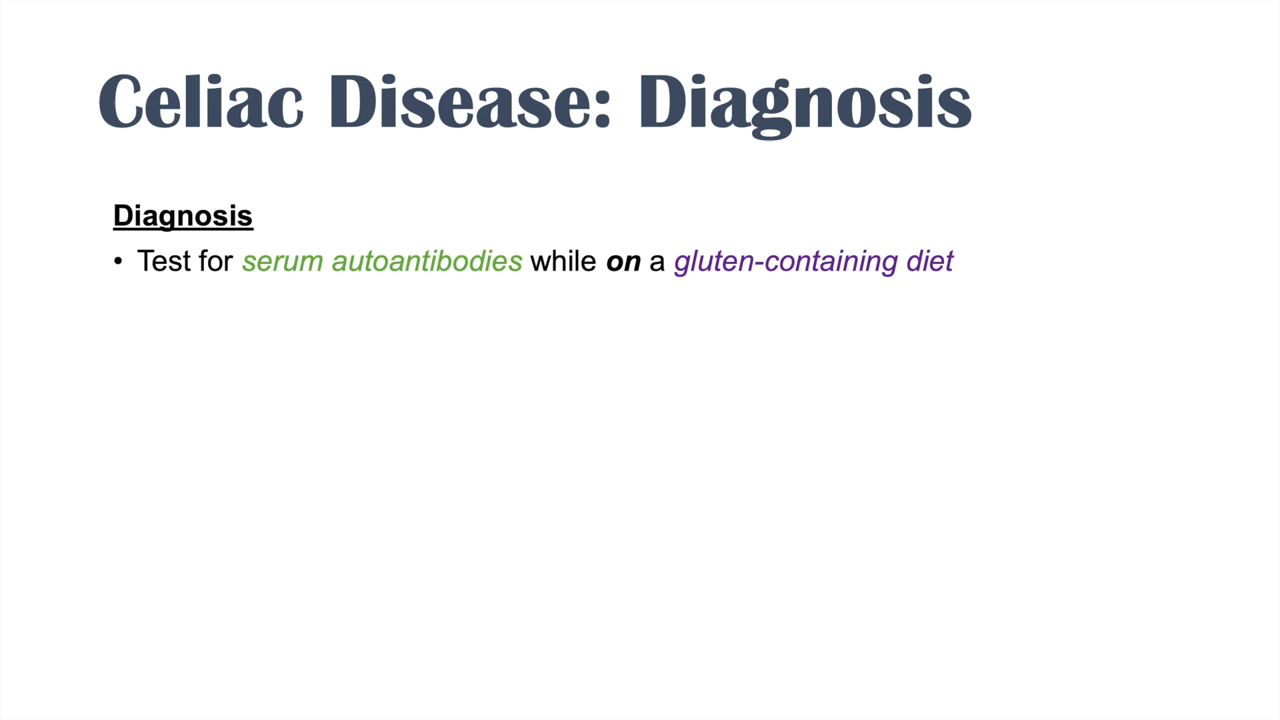 Celiac Disease: Diagnosis
Diagnosis
• Test for serum autoantibodies while on a gluten-containing diet